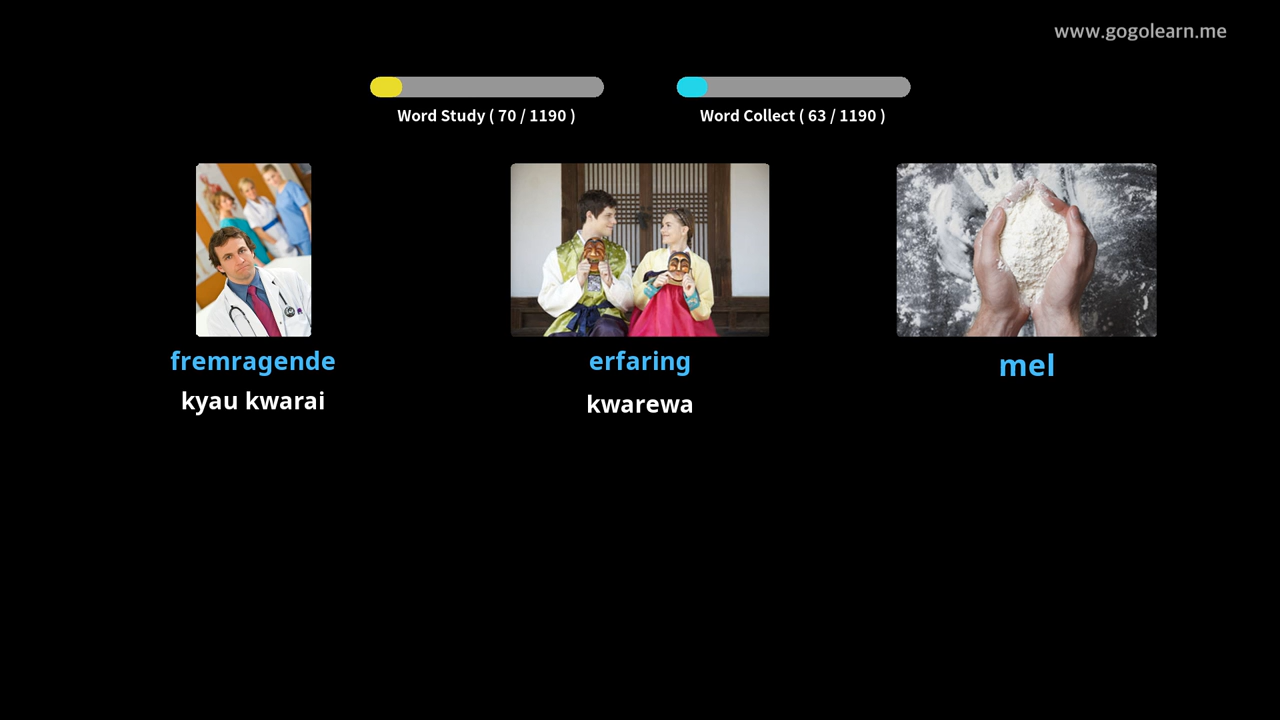 www.gogolearn.me
Word Study ( 70 / 1190 )
Word Collect ( 63 / 1190 )
fremragende
kyau kwarai
erfaring
kwarewa
mel